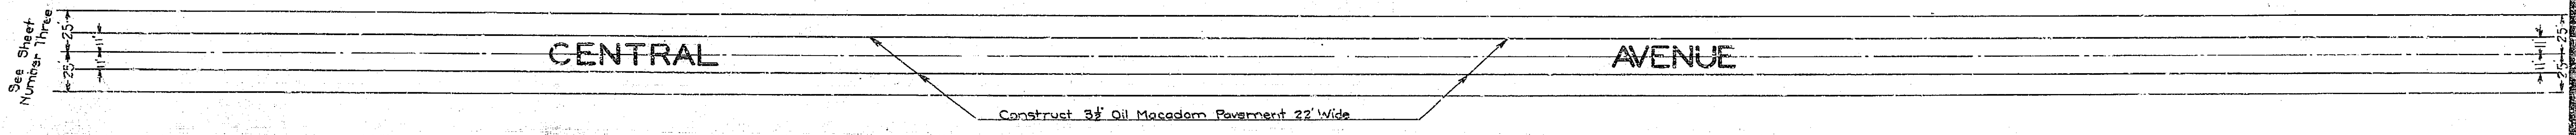 See Sheet
Number Three
25'
11'
11'
25'
CENTRAL AVENUE
11'
25'
11'
25'
Construct 3½" Oil Macadam Pavement 22' Wide